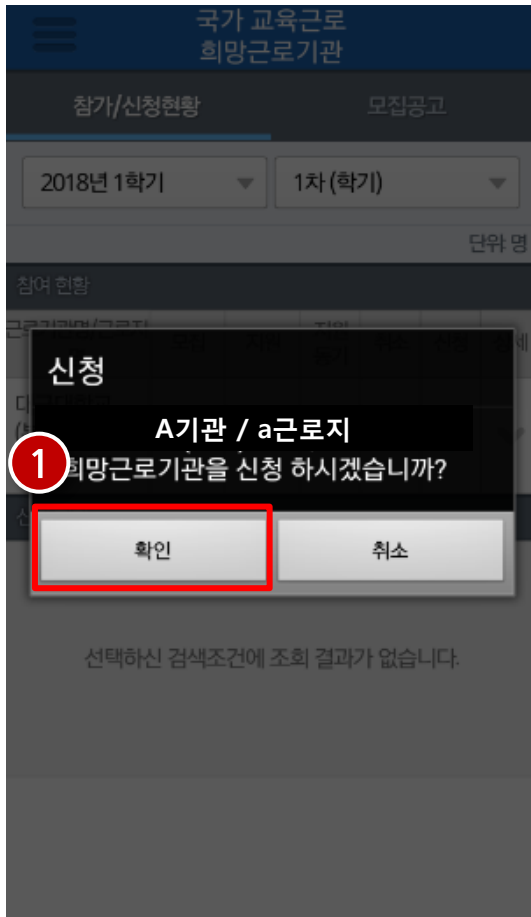 국가 교육근로
희망근로기관
참가/신청현황
모집공고
2018년 1학기
1차 (학기)
단위 명
참여 현황
신청
A기관 / a근로지
1
희망근로기관을 신청 하시겠습니까?
확인
취소
선택하신 검색조건에 조회 결과가 없습니다.